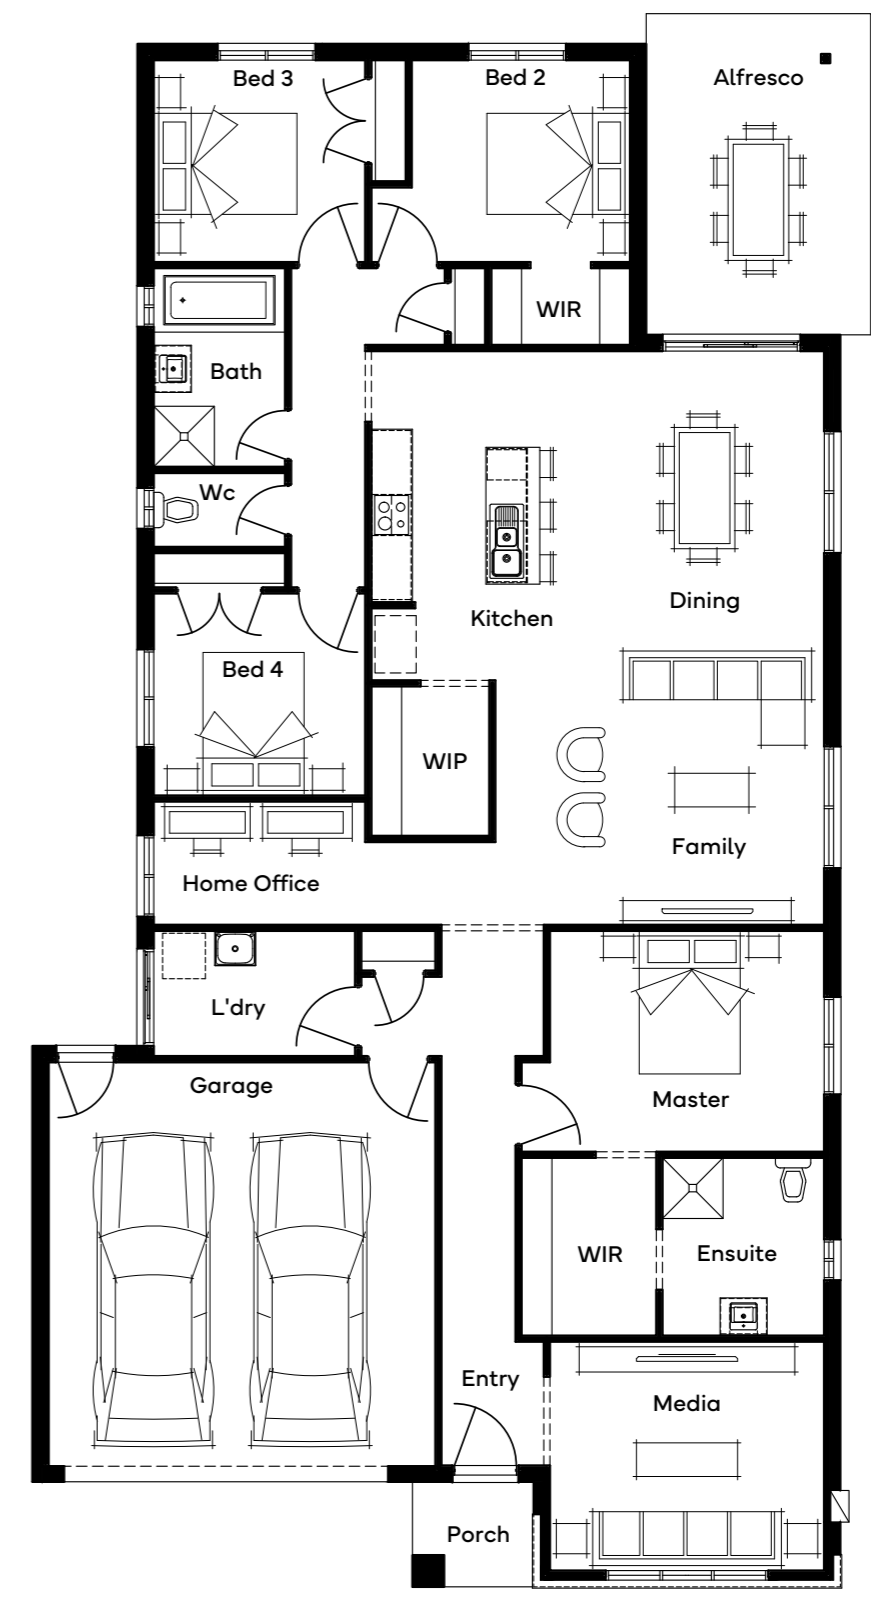 Bed 3
Bed 2
Alfresco
WIR
Bath
Wc
Kitchen
Dining
Bed 4
WIP
Family
Home Office
L'dry
Garage
Master
WIR
Ensuite
Entry
Media
Porch